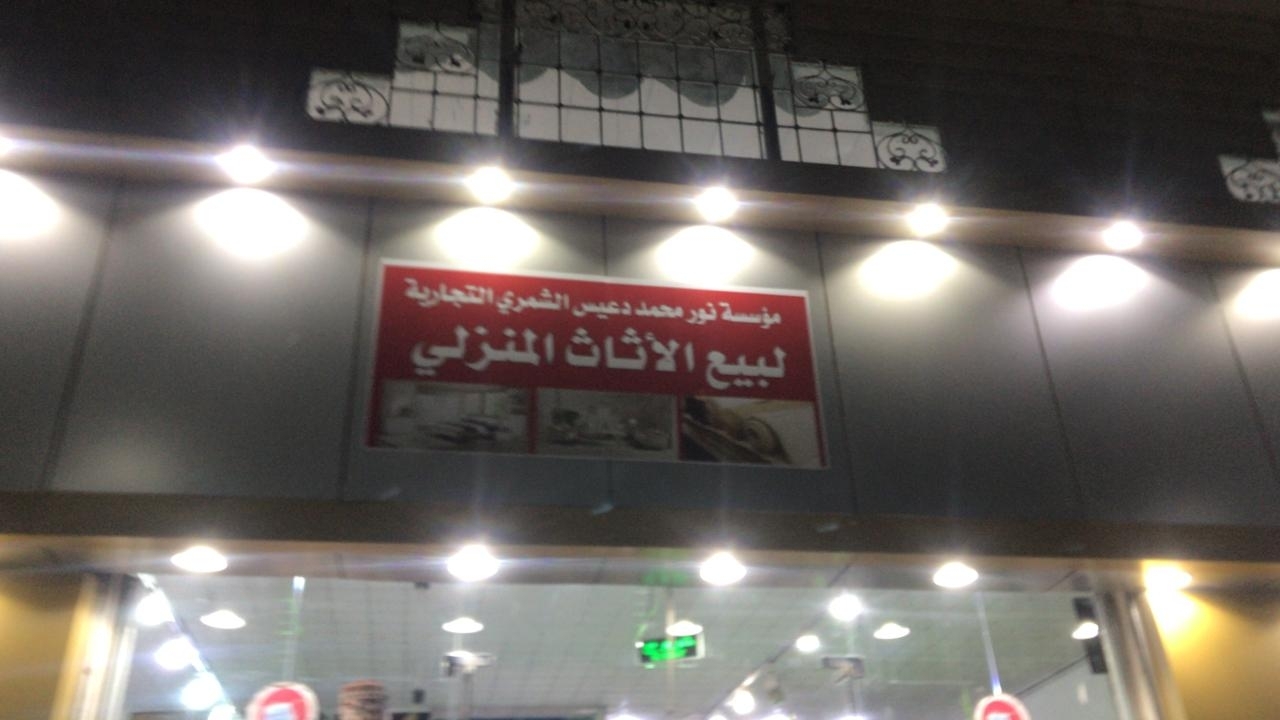 مؤسسة نور محمد دعيس الشمري التجارية
لبيع الأثاث المنزلي